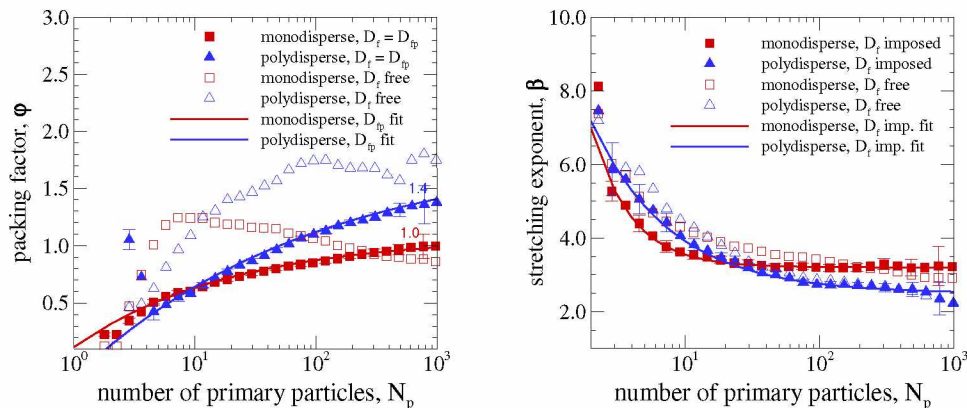 3.0
2.5
2.0
1.5
1.0
0.5
packing factor, φ
monodisperse, D_f = D_fp
polydisperse, D_f = D_fp
monodisperse, D_f free
polydisperse, D_f free
monodisperse, D_fp fit
polydisperse, D_fp fit
1.4
1.0
10^0
10^1
10^2
10^3
number of primary particles, N_p
10.0
8.0
6.0
4.0
2.0
stretching exponent, β
monodisperse, D_f imposed
polydisperse, D_f imposed
monodisperse, D_f free
polydisperse, D_f free
monodisperse, D_f imp. fit
polydisperse, D_f imp. fit
10^1
10^2
10^3
number of primary particles, N_p